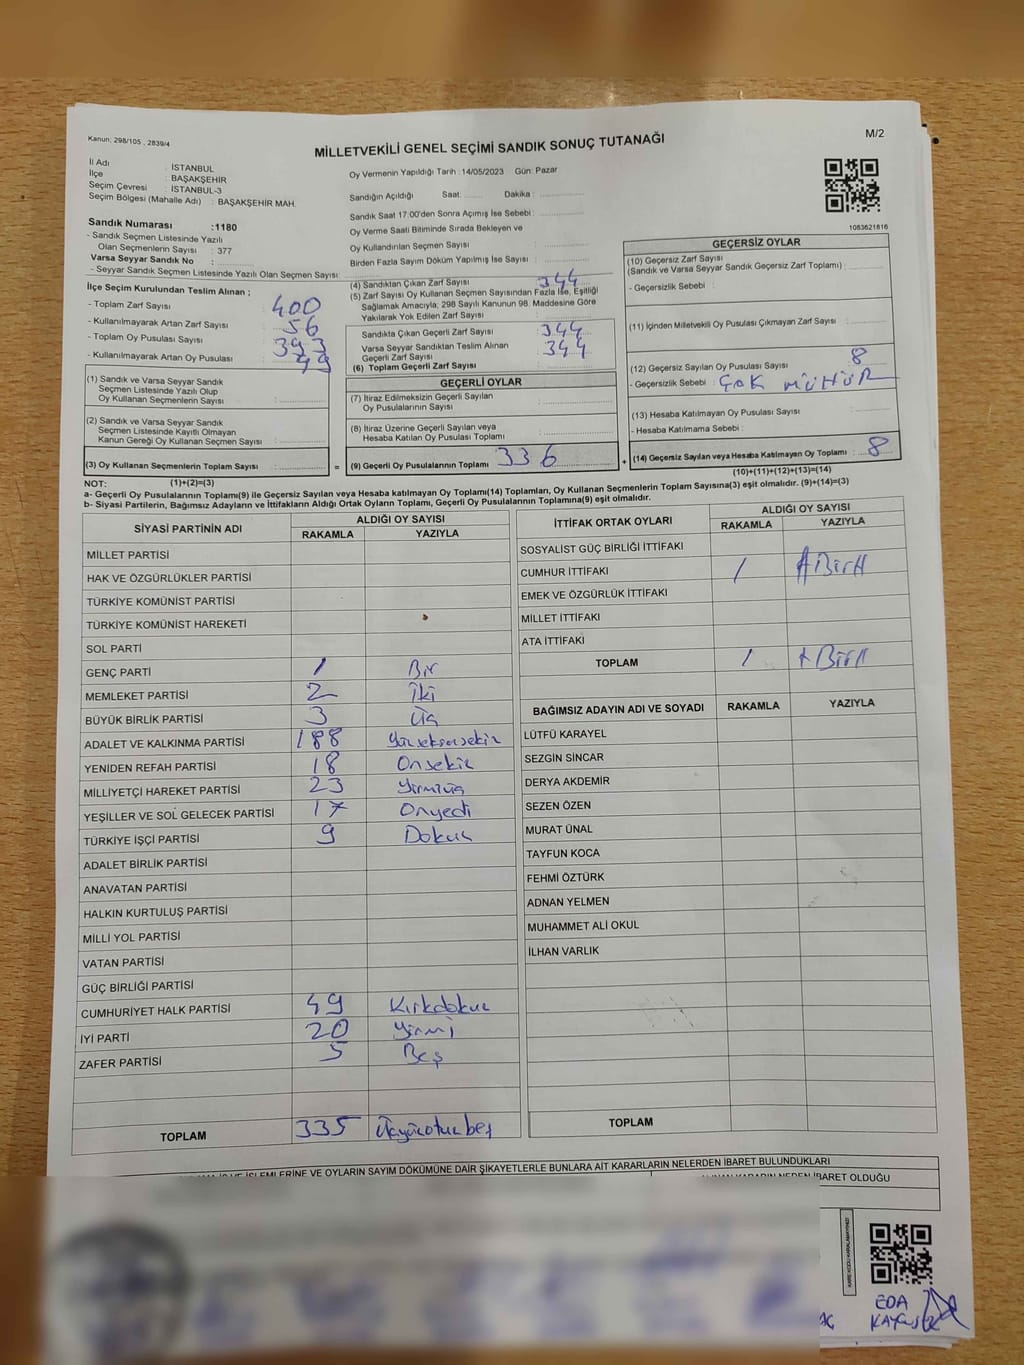 Kanun: 298/105 , 2839/4
M/2
MİLLETVEKİLİ GENEL SEÇİMİ SANDIK SONUÇ TUTANAĞI
İl Adı : İSTANBUL
İlçe : BAŞAKŞEHİR
Seçim Çevresi : İSTANBUL-3
Seçim Bölgesi (Mahalle Adı) : BAŞAKŞEHİR MAH.
Sandık Numarası :1180
- Sandık Seçmen Listesinde Yazılı
Olan Seçmenlerin Sayısı : 377
Varsa Seyyar Sandık No :
- Seyyar Sandık Seçmen Listesinde Yazılı Olan Seçmen Sayısı:
Oy Vermenin Yapıldığı Tarih : 14/05/2023 Gün: Pazar
Sandığın Açıldığı Saat: Dakika :
Sandık Saat 17:00'den Sonra Açılmış İse Sebebi :
Oy Verme Saati Bitiminde Sırada Bekleyen ve
Oy Kullandırılan Seçmen Sayısı :
Birden Fazla Sayım Döküm Yapılmış İse Sayısı :
1083621816
İlçe Seçim Kurulundan Teslim Alınan ;
- Toplam Zarf Sayısı : 400
- Kullanılmayarak Artan Zarf Sayısı : 56
- Toplam Oy Pusulası Sayısı : 393
- Kullanılmayarak Artan Oy Pusulası : 49
(1) Sandık ve Varsa Seyyar Sandık
Seçmen Listesinde Yazılı Olup
Oy Kullanan Seçmenlerin Sayısı :
(2) Sandık ve Varsa Seyyar Sandık
Seçmen Listesinde Kayıtlı Olmayan
Kanun Gereği Oy Kullanan Seçmen Sayısı :
(3) Oy Kullanan Seçmenlerin Toplam Sayısı :
(1)+(2)=(3)
(4) Sandıktan Çıkan Zarf Sayısı : 344
(5) Zarf Sayısı Oy Kullanan Seçmen Sayısından Fazla İse, Eşitliği
Sağlamak Amacıyla, 298 Sayılı Kanunun 98. Maddesine Göre
Yakılarak Yok Edilen Zarf Sayısı :
Sandıkta Çıkan Geçerli Zarf Sayısı : 344
Varsa Seyyar Sandıktan Teslim Alınan
Geçerli Zarf Sayısı : 344
(6) Toplam Geçerli Zarf Sayısı :
GEÇERLİ OYLAR
(7) İtiraz Edilmeksizin Geçerli Sayılan
Oy Pusulalarının Sayısı :
(8) İtiraz Üzerine Geçerli Sayılan veya
Hesaba Katılan Oy Pusulası Toplamı :
= (9) Geçerli Oy Pusulalarının Toplamı 336 +
GEÇERSİZ OYLAR
(10) Geçersiz Zarf Sayısı
(Sandık ve Varsa Seyyar Sandık Geçersiz Zarf Toplamı) :
- Geçersizlik Sebebi :
(11) İçinden Milletvekili Oy Pusulası Çıkmayan Zarf Sayısı :
(12) Geçersiz Sayılan Oy Pusulası Sayısı : 8
- Geçersizlik Sebebi : ÇOK MÜHÜR
(13) Hesaba Katılmayan Oy Pusulası Sayısı :
- Hesaba Katılmama Sebebi :
(14) Geçersiz Sayılan veya Hesaba Katılmayan Oy Toplamı : 8
(10)+(11)+(12)+(13)=(14)
NOT:
a- Geçerli Oy Pusulalarının Toplamı(9) ile Geçersiz Sayılan veya Hesaba katılmayan Oy Toplamı(14) Toplamları, Oy Kullanan Seçmenlerin Toplam Sayısına(3) eşit olmalıdır. (9)+(14)=(3)
b- Siyasi Partilerin, Bağımsız Adayların ve İttifakların Aldığı Ortak Oyların Toplamı, Geçerli Oy Pusulalarının Toplamına(9) eşit olmalıdır.
SİYASİ PARTİNİN ADI ALDIĞI OY SAYISI
RAKAMLA YAZIYLA
MİLLET PARTİSİ
HAK VE ÖZGÜRLÜKLER PARTİSİ
TÜRKİYE KOMÜNİST PARTİSİ
TÜRKİYE KOMÜNİST HAREKETİ
SOL PARTİ
GENÇ PARTİ 1 Bir
MEMLEKET PARTİSİ 2 İki
BÜYÜK BİRLİK PARTİSİ 3 Üç
ADALET VE KALKINMA PARTİSİ 188 Yüzseksensekiz
YENİDEN REFAH PARTİSİ 18 Onsekiz
MİLLİYETÇİ HAREKET PARTİSİ 23 Yirmiüç
YEŞİLLER VE SOL GELECEK PARTİSİ 17 Onyedi
TÜRKİYE İŞÇİ PARTİSİ 9 Dokuz
ADALET BİRLİK PARTİSİ
ANAVATAN PARTİSİ
HALKIN KURTULUŞ PARTİSİ
MİLLİ YOL PARTİSİ
VATAN PARTİSİ
GÜÇ BİRLİĞİ PARTİSİ
CUMHURİYET HALK PARTİSİ 49 Kırkdokuz
İYİ PARTİ 20 Yirmi
ZAFER PARTİSİ 5 Beş
TOPLAM 335 Üçyüzotuzbeş
İTTİFAK ORTAK OYLARI ALDIĞI OY SAYISI
RAKAMLA YAZIYLA
SOSYALİST GÜÇ BİRLİĞİ İTTİFAKI
CUMHUR İTTİFAKI 1
EMEK VE ÖZGÜRLÜK İTTİFAKI
MİLLET İTTİFAKI
ATA İTTİFAKI
TOPLAM 1
BAĞIMSIZ ADAYIN ADI VE SOYADI RAKAMLA YAZIYLA
LÜTFÜ KARAYEL
SEZGİN SİNCAR
DERYA AKDEMİR
SEZEN ÖZEN
MURAT ÜNAL
TAYFUN KOCA
FEHMİ ÖZTÜRK
ADNAN YELMEN
MUHAMMET ALİ OKUL
İLHAN VARLIK
TOPLAM
İŞLEMLERİNE VE OYLARIN SAYIM DÖKÜMÜNE DAİR ŞİKAYETLERLE BUNLARA AİT KARARLARIN NELERDEN İBARET BULUNDUKLARI
NEDEN İBARET OLDUĞU
EDA